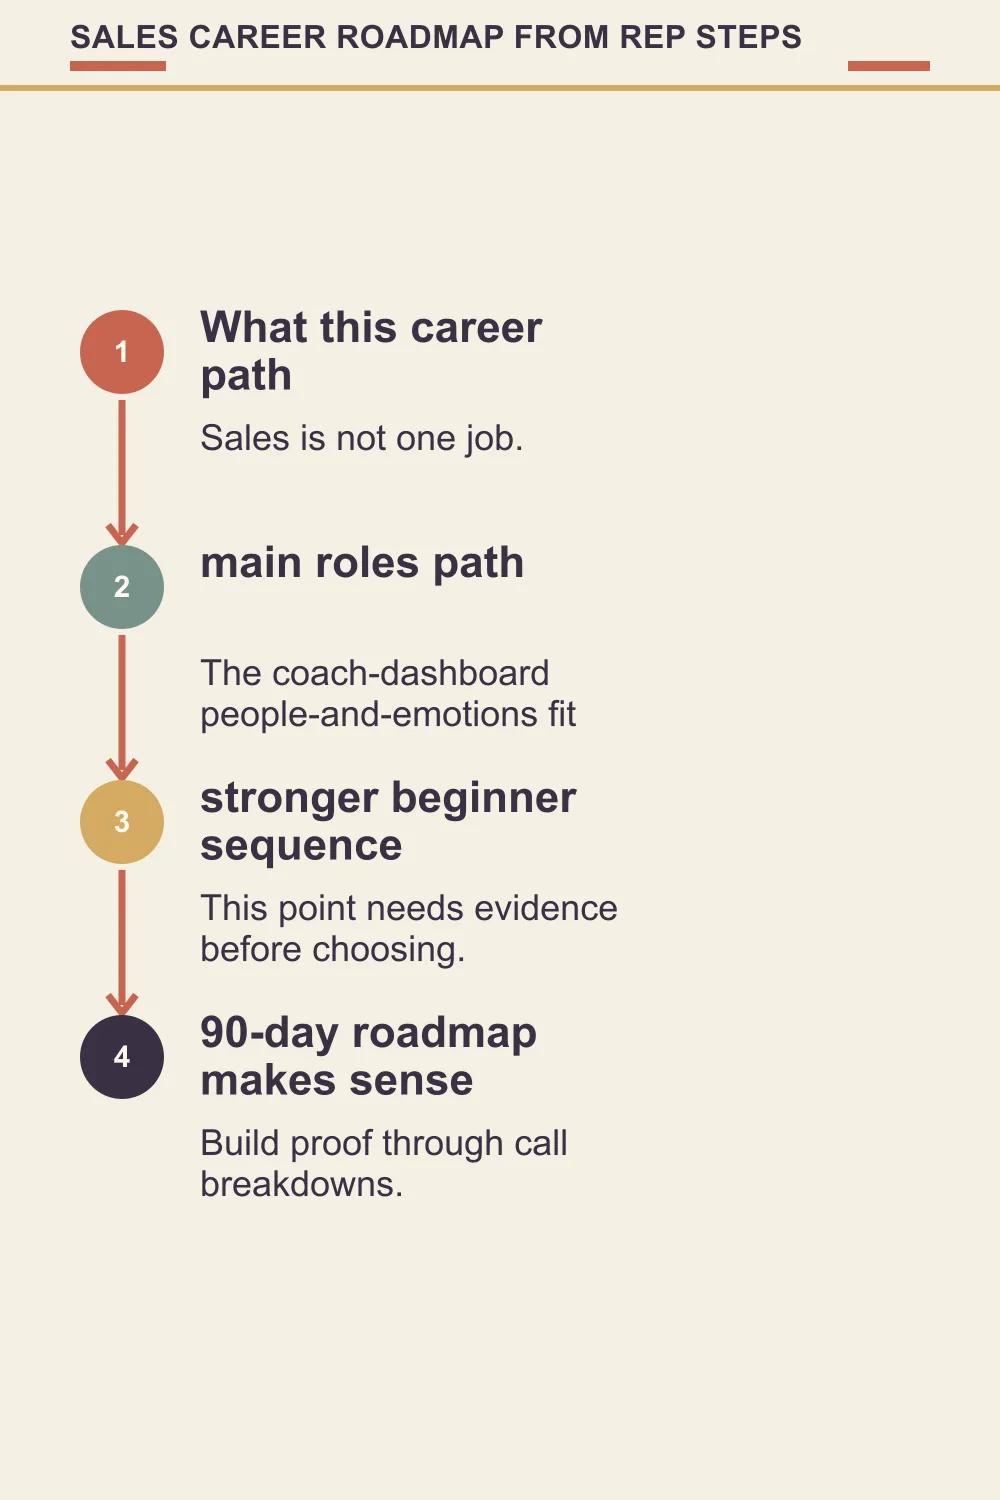 SALES CAREER ROADMAP FROM REP STEPS
1
What this career
path
Sales is not one job.
2
main roles path
The coach-dashboard
people-and-emotions fit
3
stronger beginner
sequence
This point needs evidence
before choosing.
4
90-day roadmap
makes sense
Build proof through call
breakdowns.